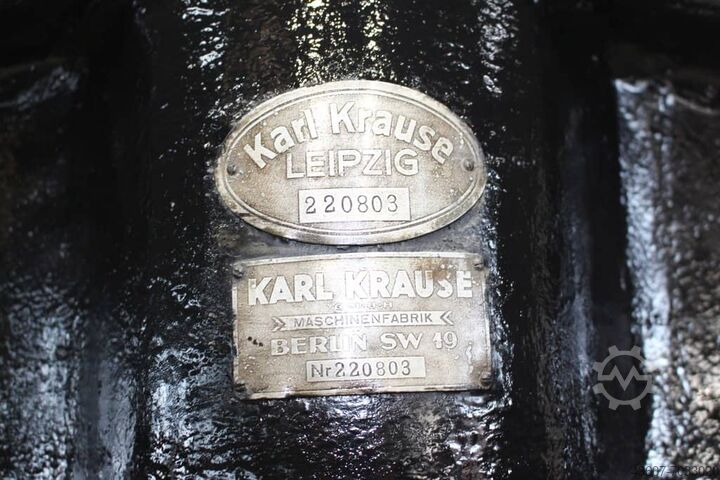 Karl Krause
LEIPZIG
220803
KARL KRAUSE
G.M.B.H.
MASCHINENFABRIK
BERLIN SW 19
Nr 220803